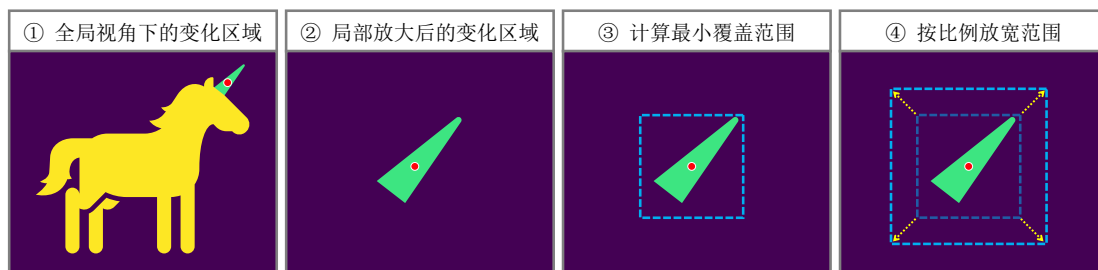 ① 全局视角下的变化区域
② 局部放大后的变化区域
③ 计算最小覆盖范围
④ 按比例放宽范围